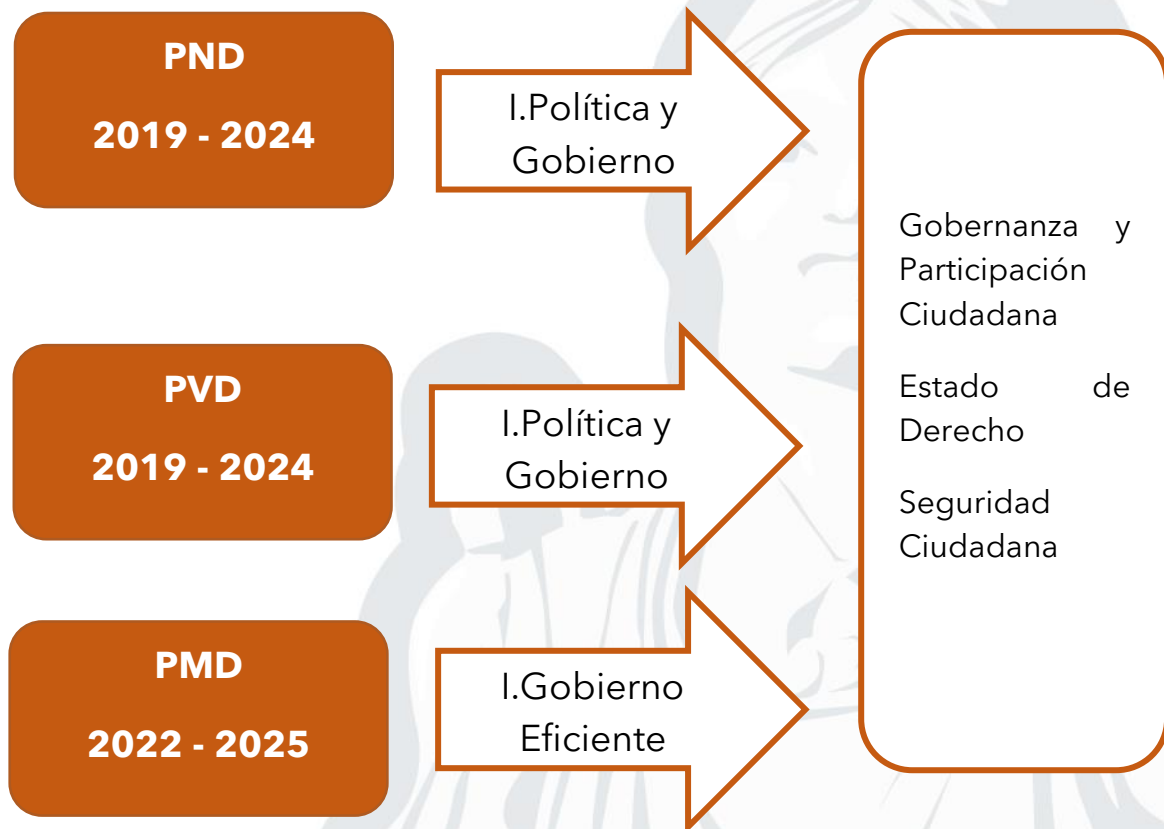 PND
2019 - 2024
I.Política y
Gobierno
PVD
2019 - 2024
I.Política y
Gobierno
PMD
2022 - 2025
I.Gobierno
Eficiente
Gobernanza y
Participación
Ciudadana
Estado de
Derecho
Seguridad
Ciudadana